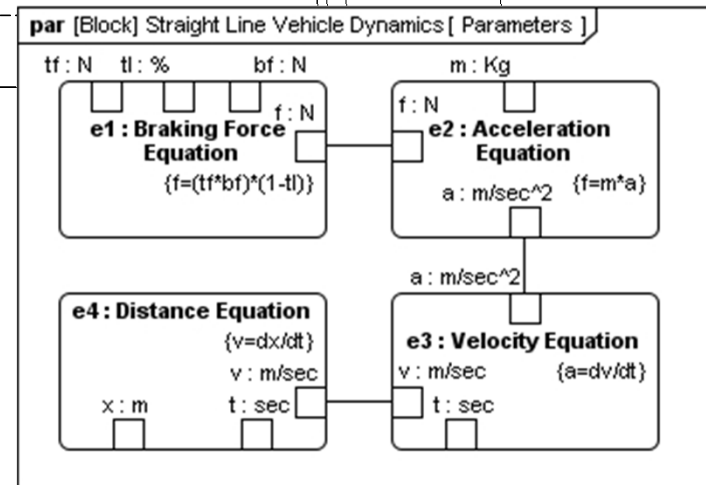 par [Block] Straight Line Vehicle Dynamics [ Parameters ]
tf : N tl : % bf : N
f : N
e1 : Braking Force
Equation
{f=(tf*bf)*(1-tl)}
m : Kg
f : N
e2 : Acceleration
Equation
{f=m*a}
a : m/sec^2
a : m/sec^2
e4 : Distance Equation
{v=dx/dt}
v : m/sec
x : m t : sec
e3 : Velocity Equation
v : m/sec {a=dv/dt}
t : sec